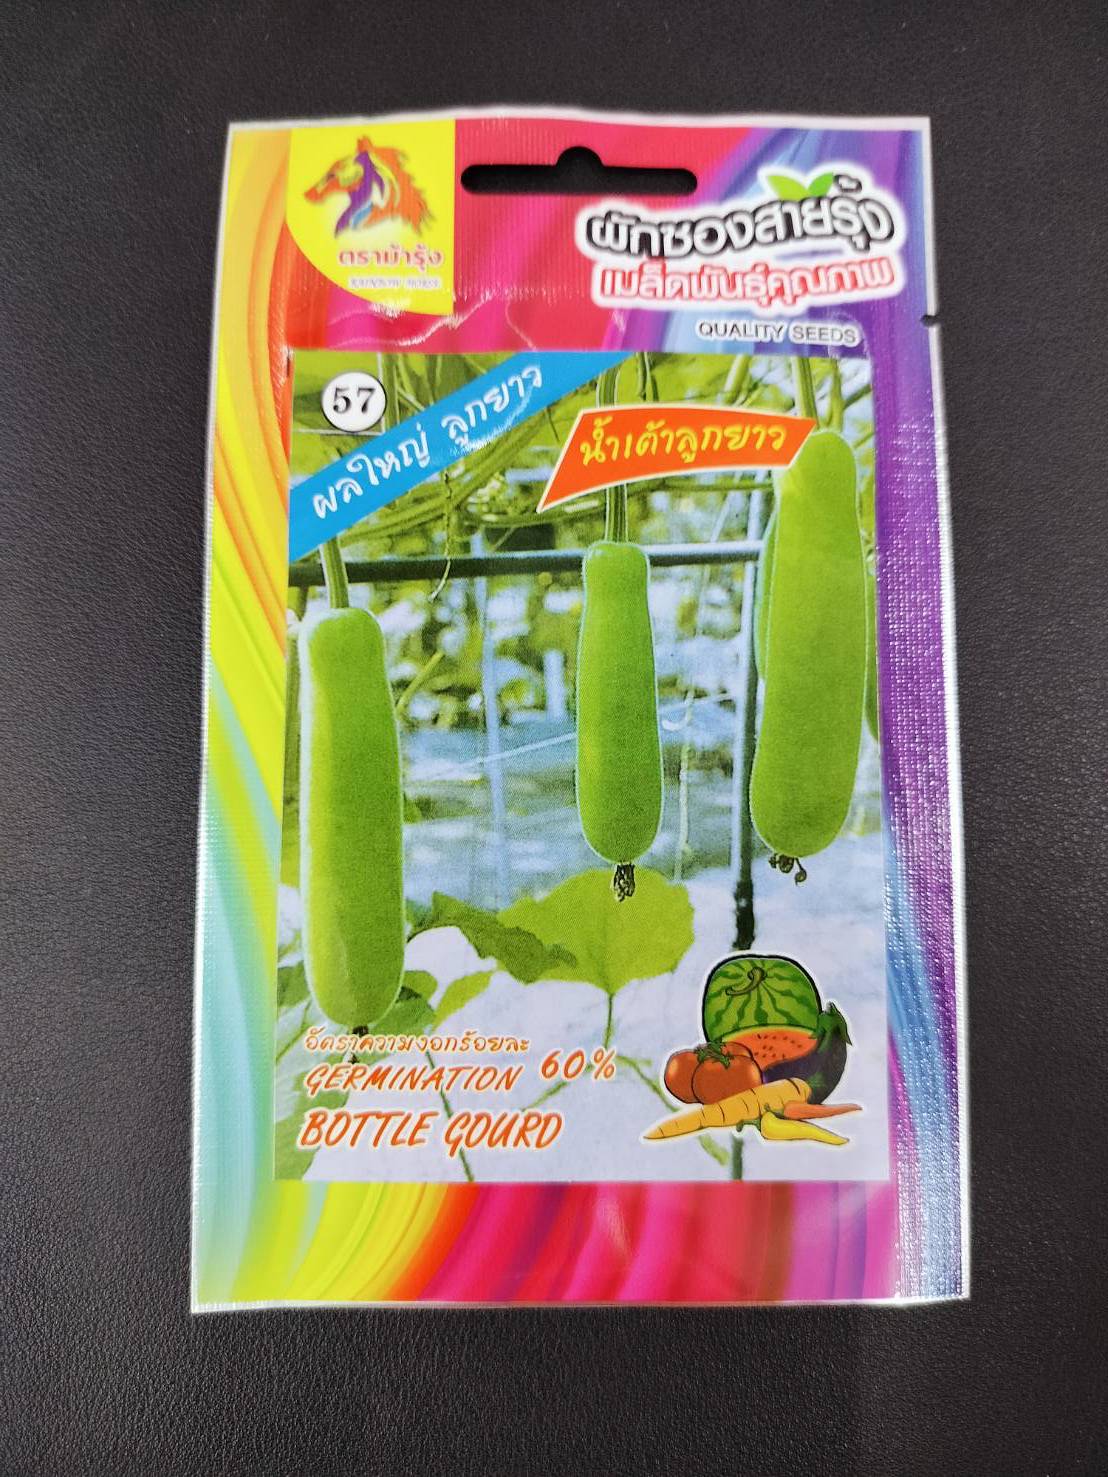 ตราม้ารุ้ง
RAINBOW HORSE
ผักซองสายรุ้ง
เมล็ดพันธุ์คุณภาพ
QUALITY SEEDS
57
ผลใหญ่ ลูกยาว
น้ำเต้าลูกยาว
อัตราความงอกร้อยละ
GERMINATION 60%
BOTTLE GOURD